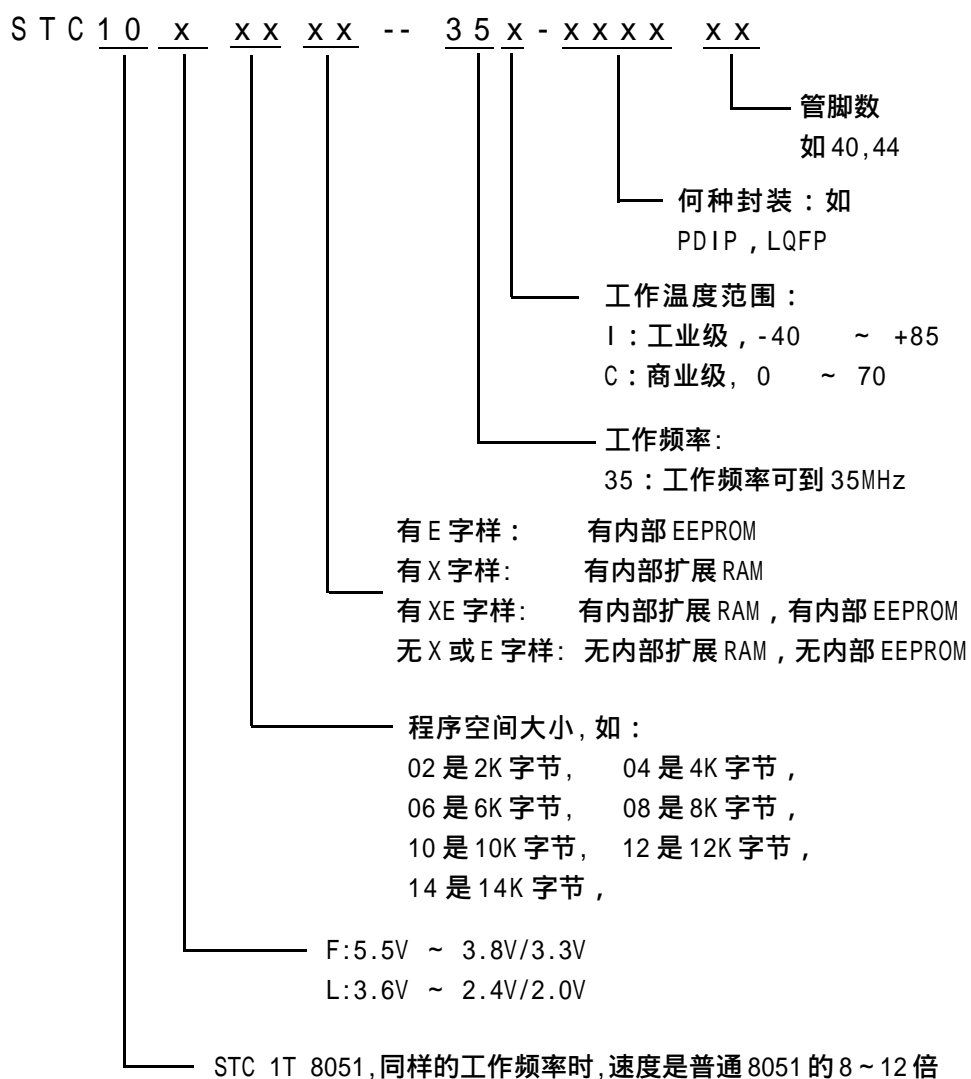 STC10 x xx xx -- 35x-xxxx xx
管脚数
如40,44
何种封装：如
PDIP，LQFP
工作温度范围：
I：工业级，-40 ~ +85
C：商业级, 0 ~ 70
工作频率:
35：工作频率可到35MHz
有E字样： 有内部EEPROM
有X字样: 有内部扩展RAM
有XE字样: 有内部扩展RAM，有内部EEPROM
无X或E字样: 无内部扩展RAM，无内部EEPROM
程序空间大小,如：
02是2K字节, 04是4K字节，
06是6K字节, 08是8K字节，
10是10K字节, 12是12K字节，
14是14K字节，
F:5.5V ~ 3.8V/3.3V
L:3.6V ~ 2.4V/2.0V
STC 1T 8051,同样的工作频率时,速度是普通8051的8~12倍